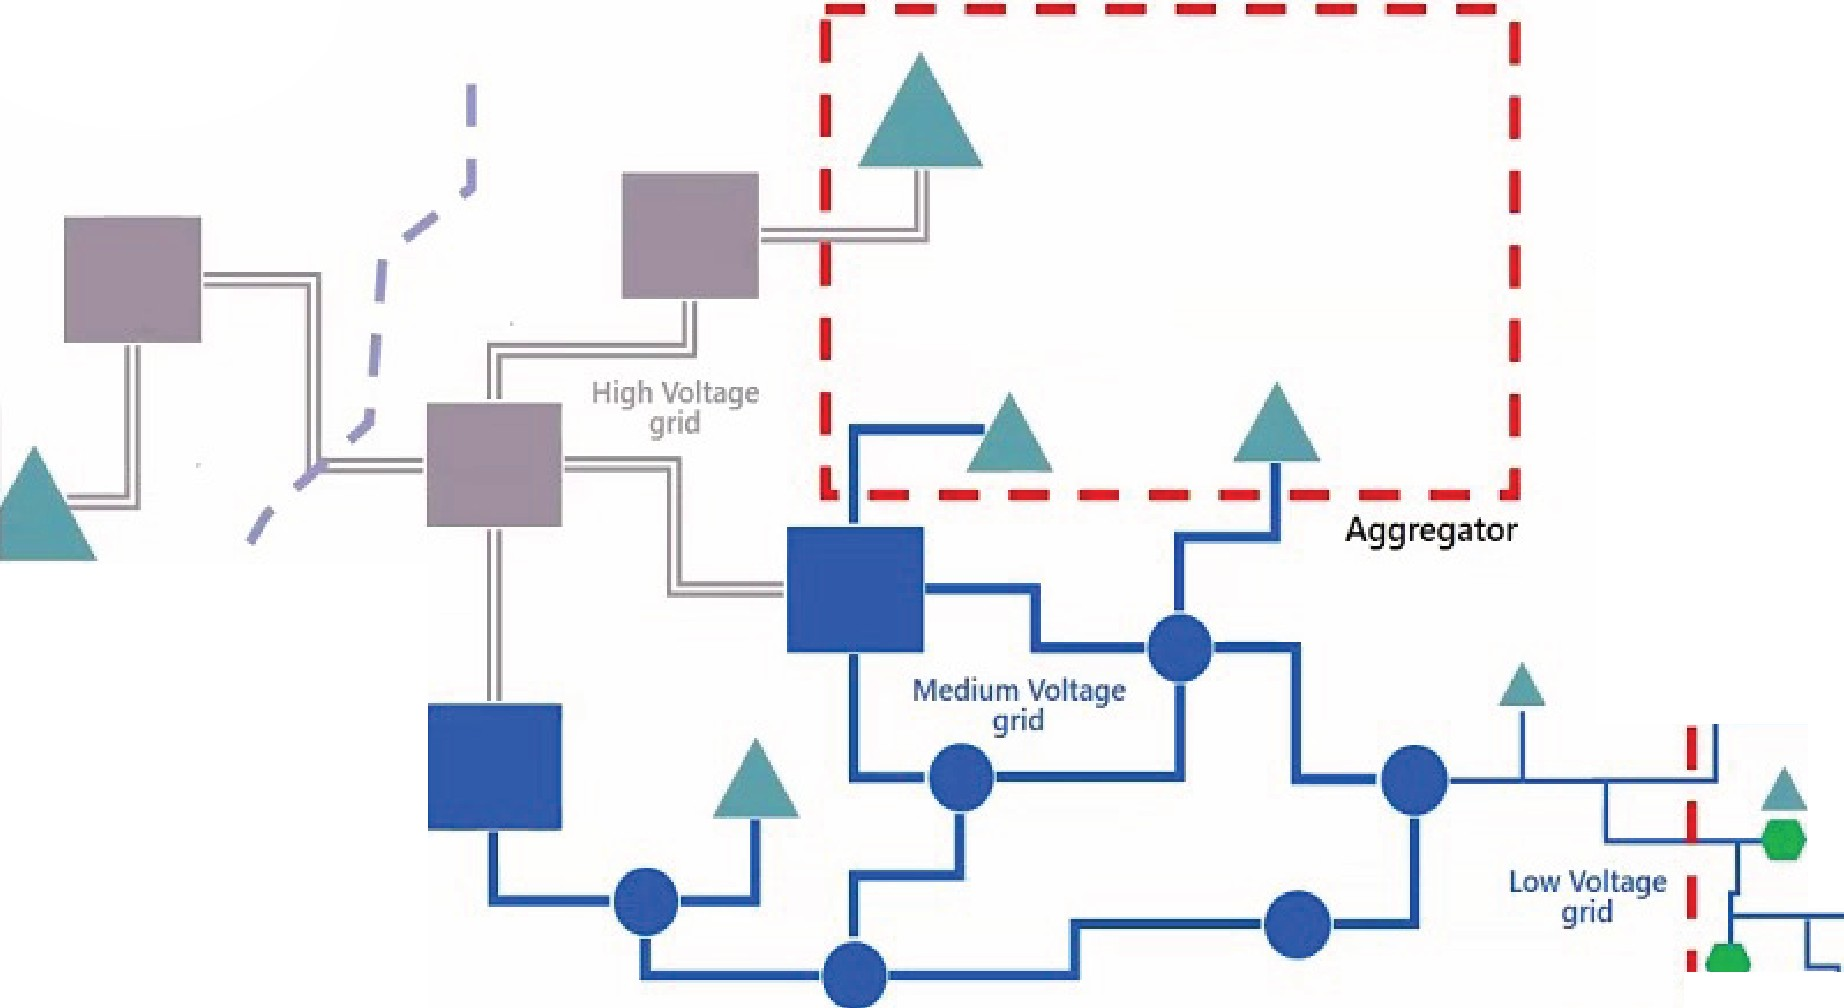 High Voltage
grid
Aggregator
Medium Voltage
grid
Low Voltage
grid